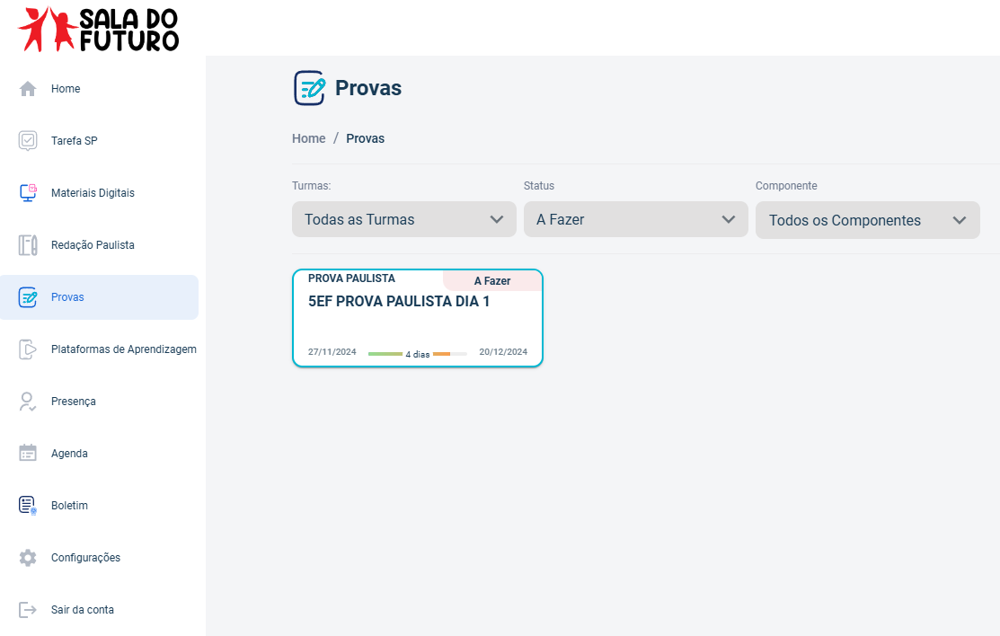 SALA DO
FUTURO
Home
Tarefa SP
Materiais Digitais
Redação Paulista
Provas
Plataformas de Aprendizagem
Presença
Agenda
Boletim
Configurações
Sair da conta
Provas
Home / Provas
Turmas: Status Componente
Todas as Turmas A Fazer Todos os Componentes
PROVA PAULISTA A Fazer
5EF PROVA PAULISTA DIA 1
27/11/2024 4 dias 20/12/2024